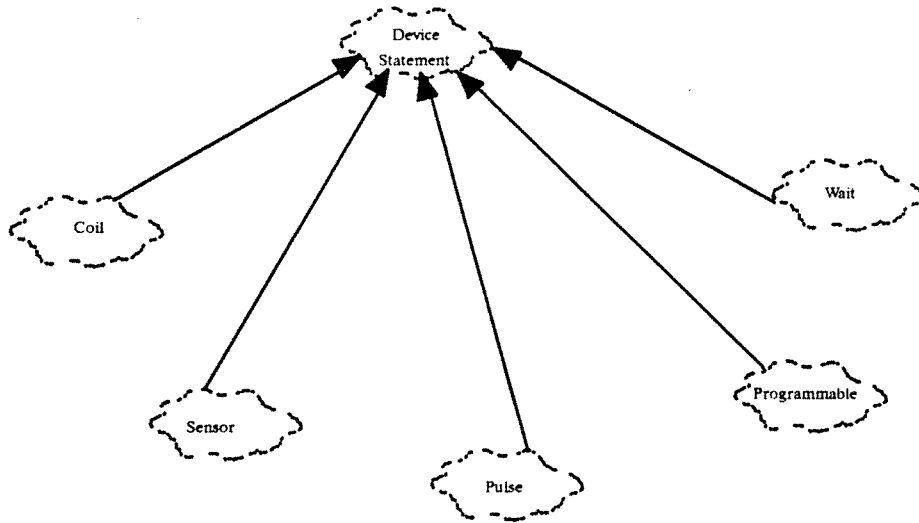 Device
Statement
Wait
Coil
Programmable
Sensor
Pulse